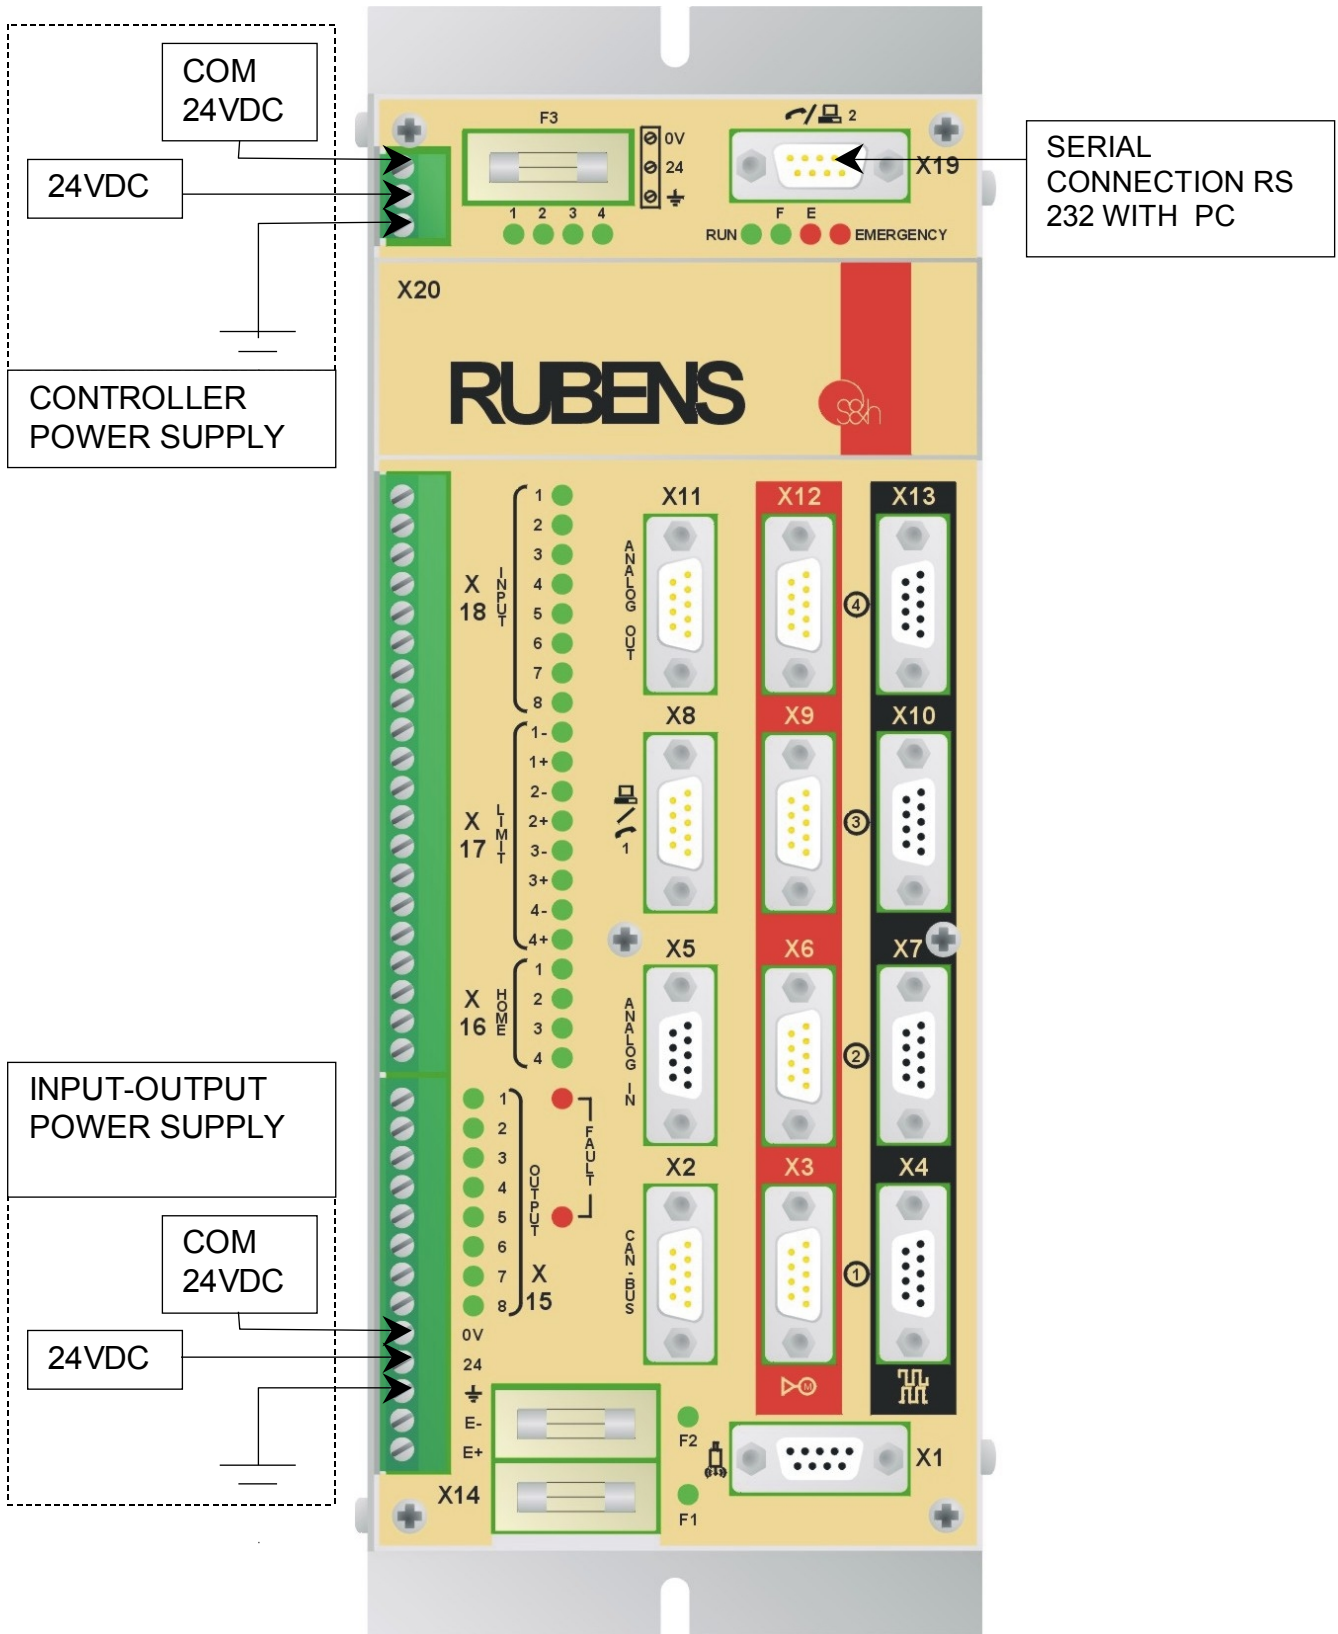 COM
24VDC
24VDC
CONTROLLER
POWER SUPPLY
F3
0V
24
1 2 3 4
2
X19
F E
RUN
EMERGENCY
SERIAL
CONNECTION RS
232 WITH PC
X20
RUBENS
s&h
X
18
INPUT
1
2
3
4
5
6
7
8
X
17
LIMIT
1-
1+
2-
2+
3-
3+
4-
4+
X
16
HOME
1
2
3
4
X11
X12
X13
ANALOG OUT
4
X8
X9
X10
1
3
X5
X6
X7
ANALOG IN
2
X2
X3
X4
CAN-BUS
1
M
INPUT-OUTPUT
POWER SUPPLY
COM
24VDC
24VDC
1
2
3
4
5
6
7
8
OUTPUT
X
15
FAULT
0V
24
E-
E+
X14
F2
F1
X1